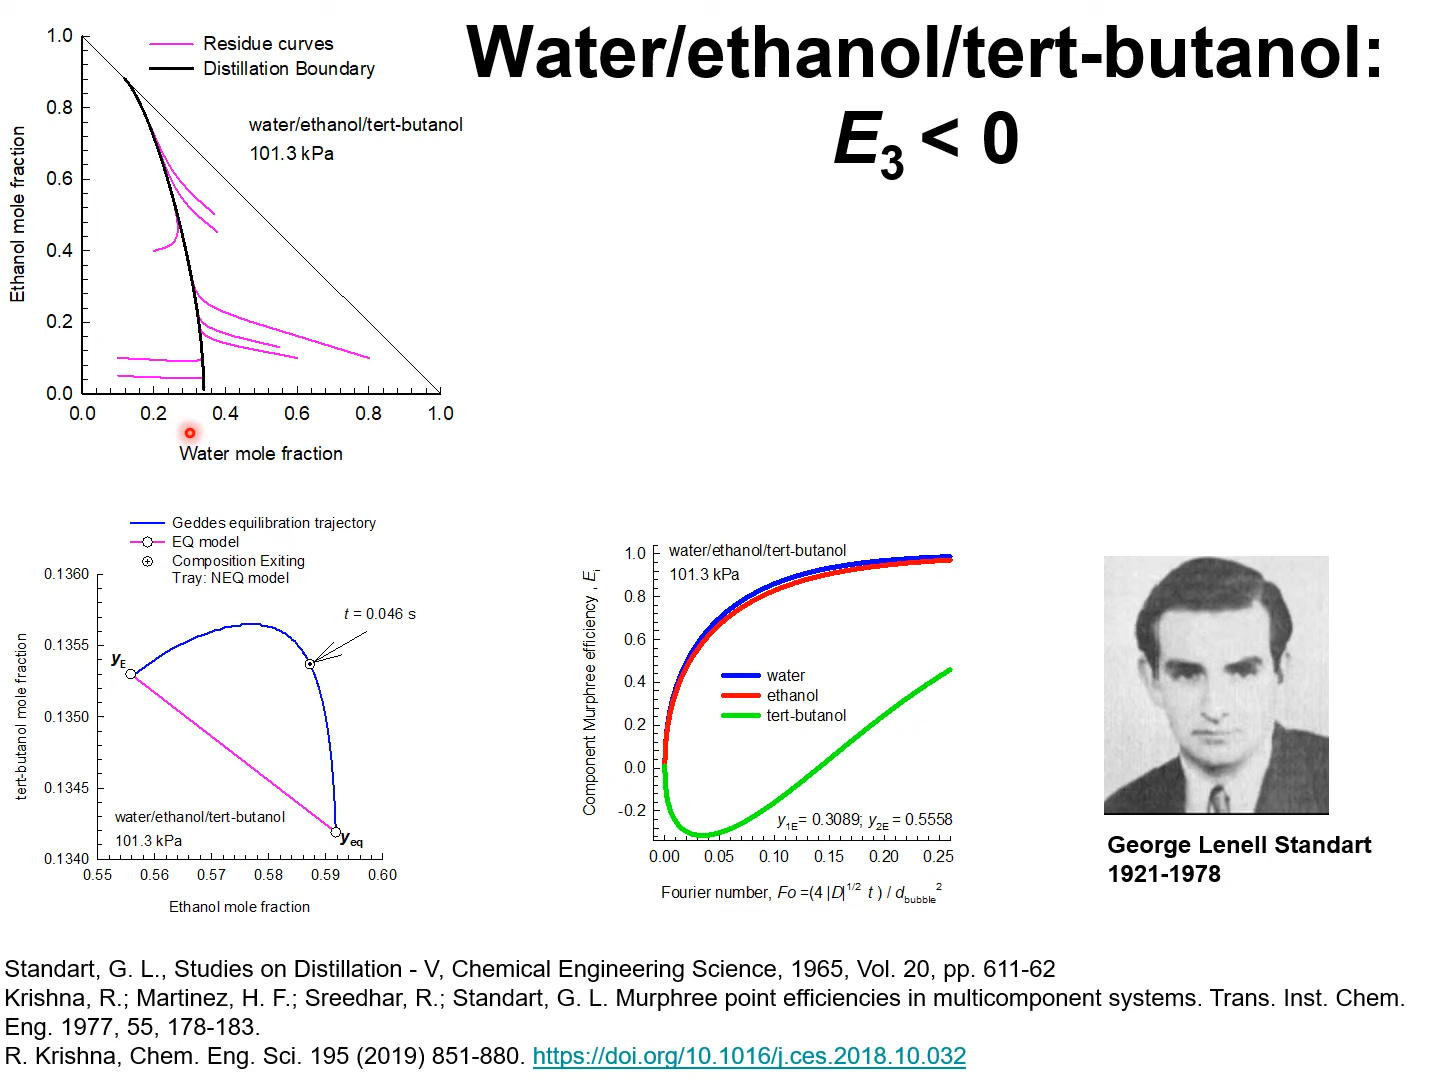 Water/ethanol/tert-butanol:
E3 < 0
Residue curves
Distillation Boundary
water/ethanol/tert-butanol
101.3 kPa
Ethanol mole fraction
1.0
0.8
0.6
0.4
0.2
0.0
0.0 0.2 0.4 0.6 0.8 1.0
Water mole fraction
Geddes equilibration trajectory
EQ model
Composition Exiting
Tray: NEQ model
tert-butanol mole fraction
0.1360
0.1355
0.1350
0.1345
0.1340
t = 0.046 s
yE
yeq
water/ethanol/tert-butanol
101.3 kPa
0.55 0.56 0.57 0.58 0.59 0.60
Ethanol mole fraction
Component Murphree efficiency , Ei
1.0
0.8
0.6
0.4
0.2
0.0
-0.2
water/ethanol/tert-butanol
101.3 kPa
water
ethanol
tert-butanol
y1E= 0.3089; y2E = 0.5558
0.00 0.05 0.10 0.15 0.20 0.25
Fourier number, Fo =(4 |D|1/2 t ) / dbubble2
George Lenell Standart
1921-1978
Standart, G. L., Studies on Distillation - V, Chemical Engineering Science, 1965, Vol. 20, pp. 611-62
Krishna, R.; Martinez, H. F.; Sreedhar, R.; Standart, G. L. Murphree point efficiencies in multicomponent systems. Trans. Inst. Chem.
Eng. 1977, 55, 178-183.
R. Krishna, Chem. Eng. Sci. 195 (2019) 851-880. https://doi.org/10.1016/j.ces.2018.10.032